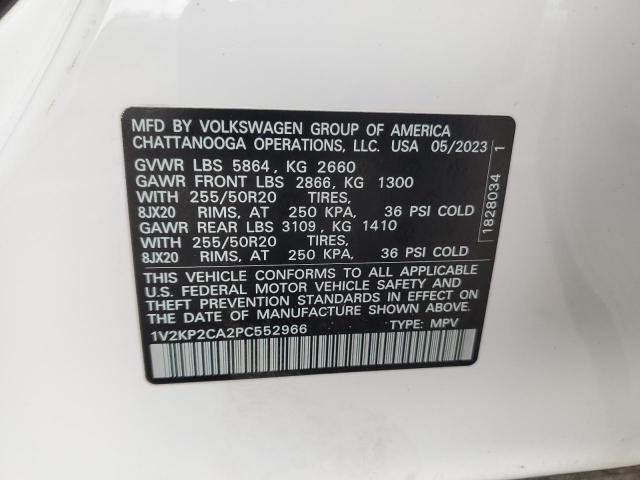 MFD BY VOLKSWAGEN GROUP OF AMERICA
CHATTANOOGA OPERATIONS, LLC. USA 05/2023
GVWR LBS 5864, KG 2660
GAWR FRONT LBS 2866, KG 1300
WITH 255/50R20 TIRES,
8JX20 RIMS, AT 250 KPA, 36 PSI COLD
GAWR REAR LBS 3109, KG 1410
WITH 255/50R20 TIRES,
8JX20 RIMS, AT 250 KPA, 36 PSI COLD
THIS VEHICLE CONFORMS TO ALL APPLICABLE
U.S. FEDERAL MOTOR VEHICLE SAFETY AND
THEFT PREVENTION STANDARDS IN EFFECT ON
THE DATE OF MANUFACTURE SHOWN ABOVE.
1V2KP2CA2PC552966 TYPE: MPV
1828034 1